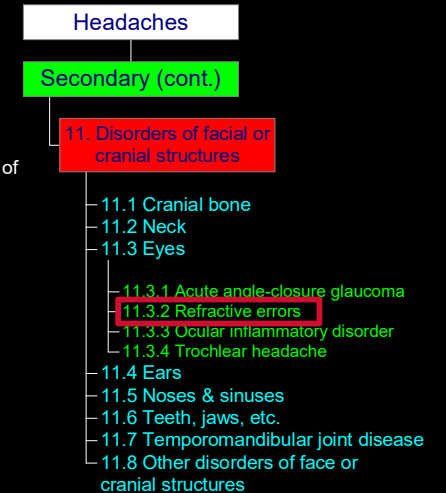 Headaches
Secondary (cont.)
11. Disorders of facial or
cranial structures
of
11.1 Cranial bone
11.2 Neck
11.3 Eyes
11.3.1 Acute angle-closure glaucoma
11.3.2 Refractive errors
11.3.3 Ocular inflammatory disorder
11.3.4 Trochlear headache
11.4 Ears
11.5 Noses & sinuses
11.6 Teeth, jaws, etc.
11.7 Temporomandibular joint disease
11.8 Other disorders of face or
cranial structures